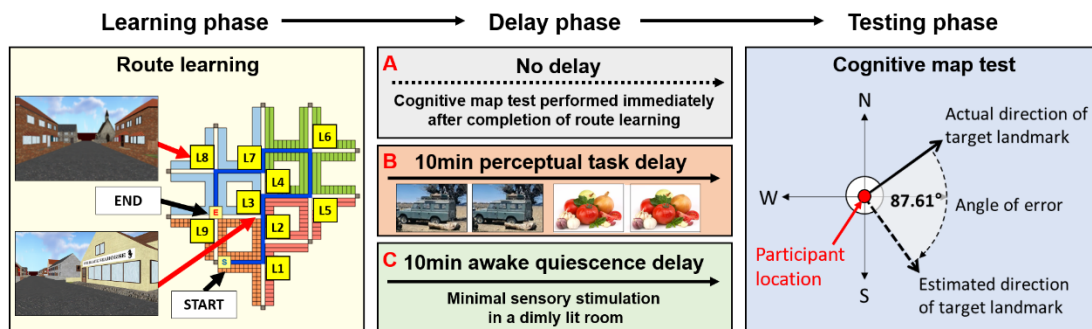 Learning phase
Delay phase
Testing phase
Route learning
L8
L7
L6
L4
L3
L5
L2
L9
L1
END
E
S
START
A
No delay
Cognitive map test performed immediately
after completion of route learning
B
10min perceptual task delay
C
10min awake quiescence delay
Minimal sensory stimulation
in a dimly lit room
Cognitive map test
N
Actual direction of
target landmark
W
87.61°
Angle of error
Participant
location
S
Estimated direction
of target landmark